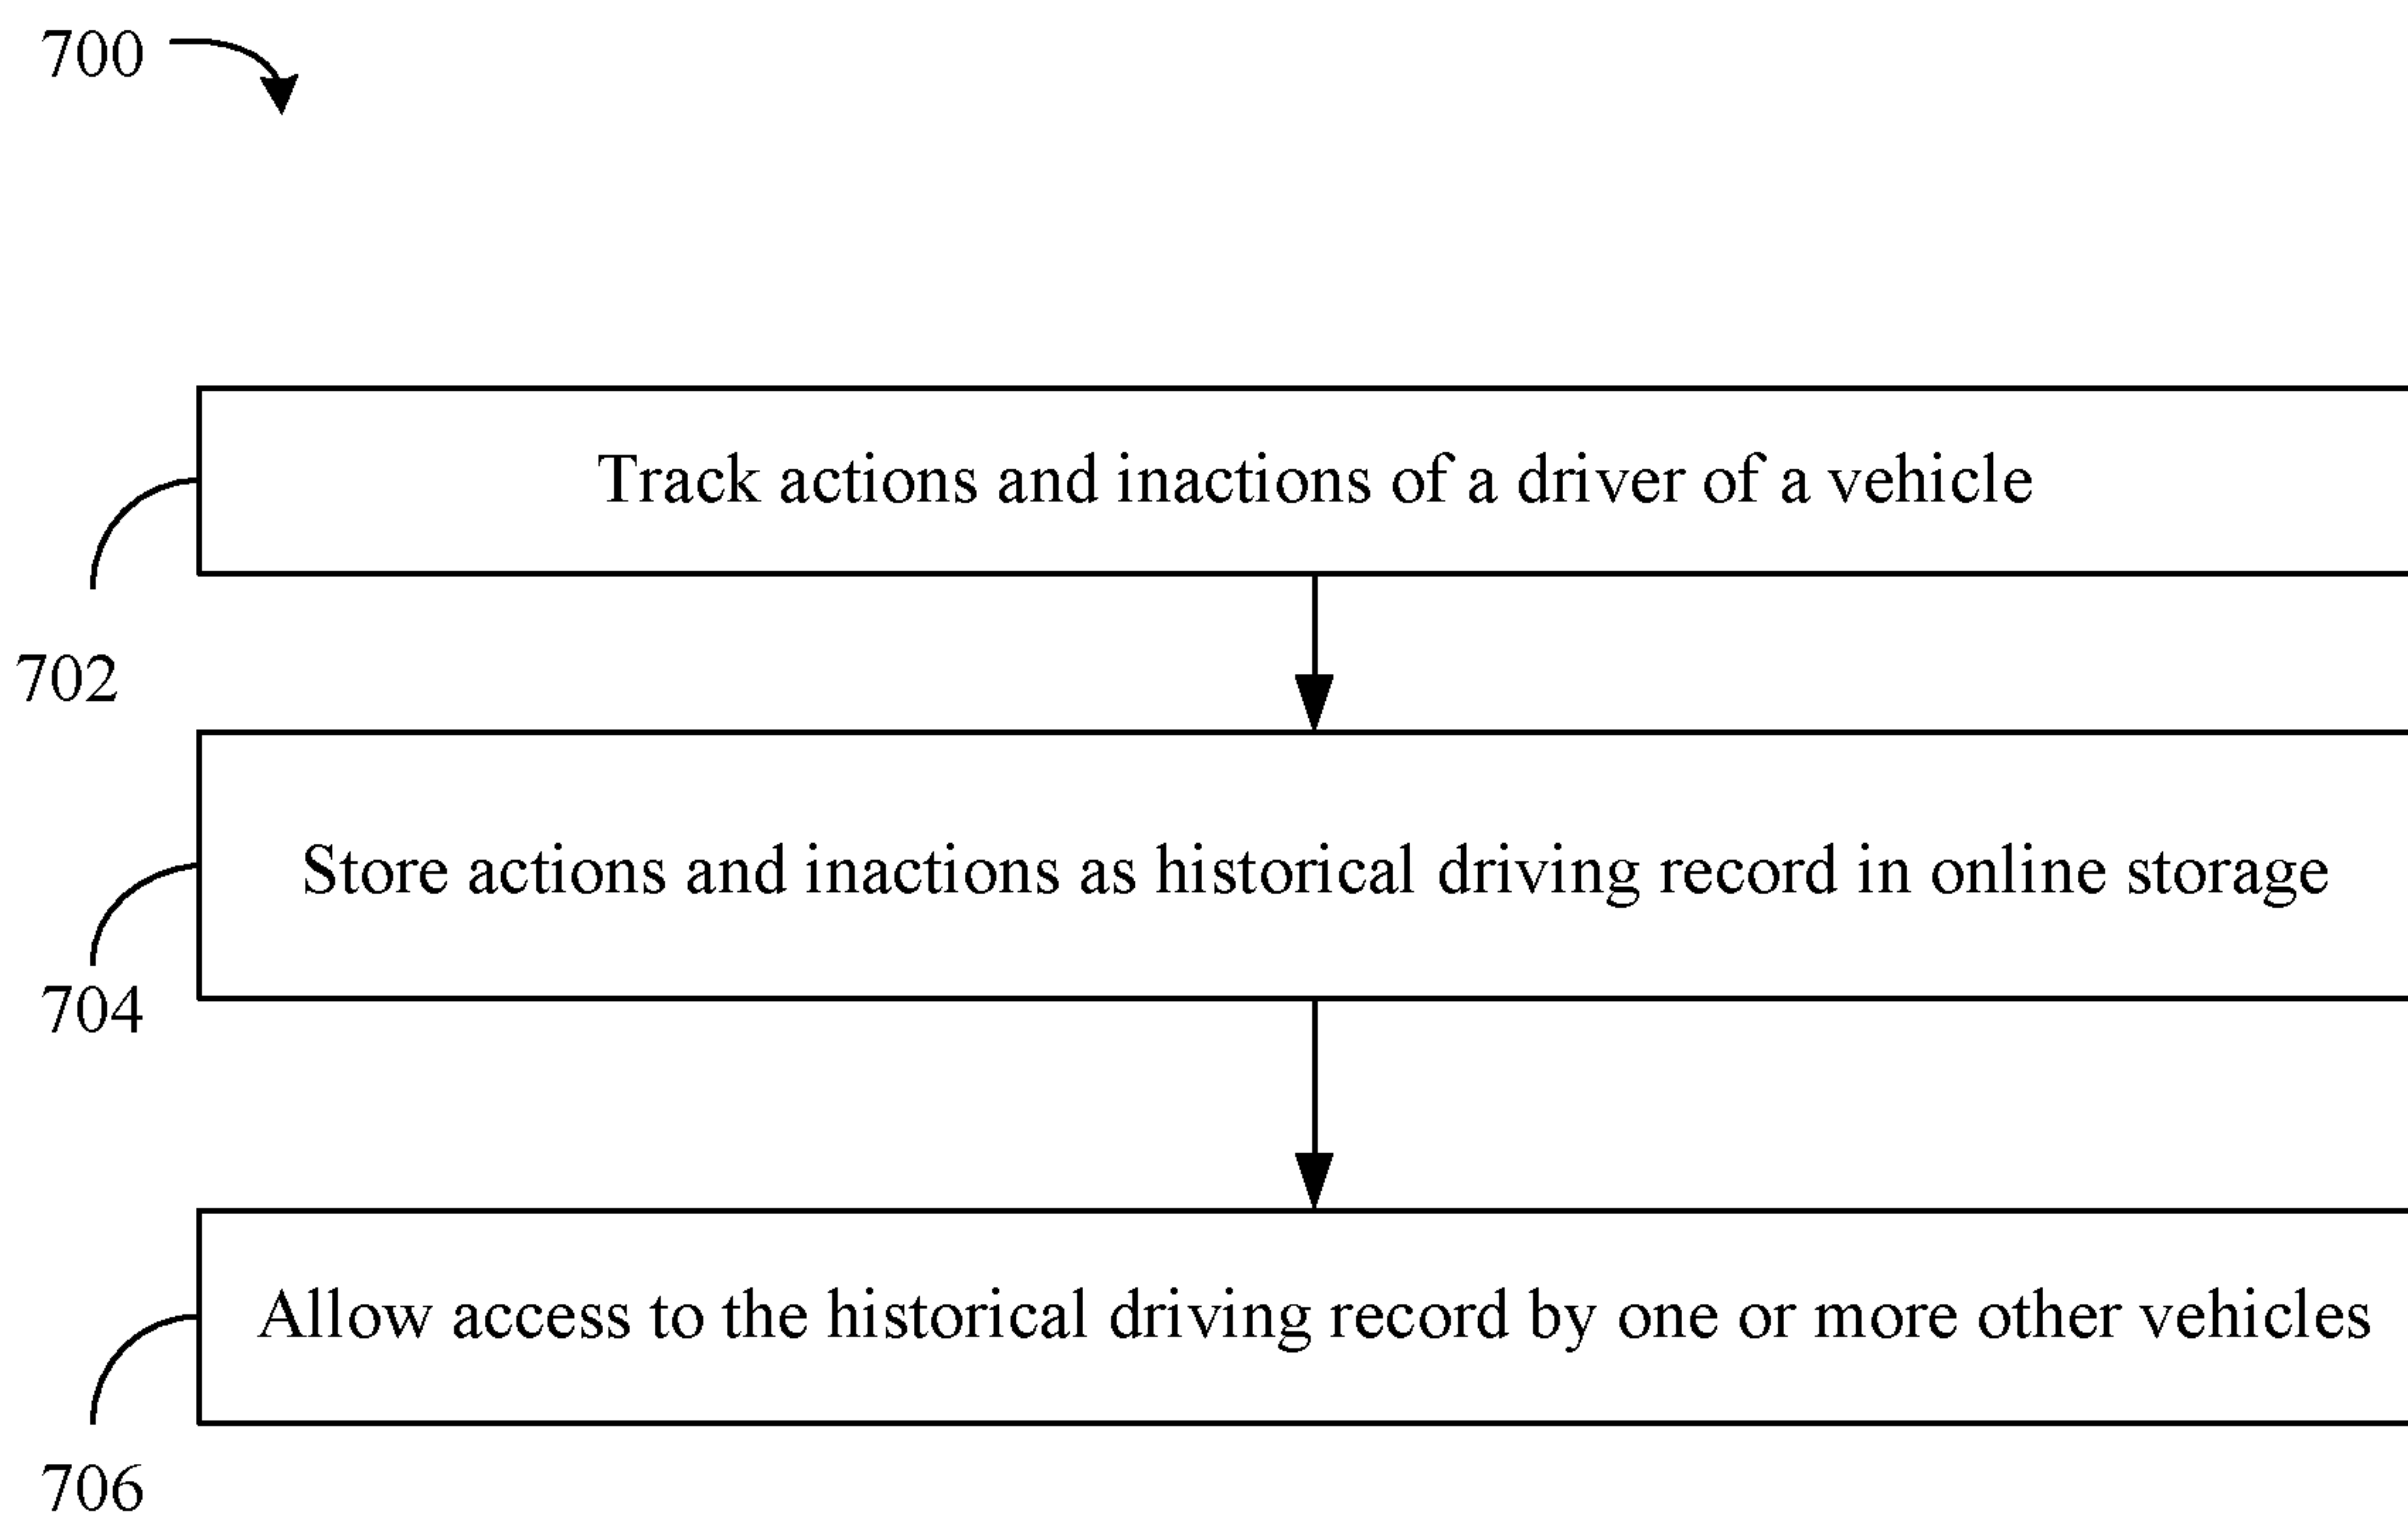 700
Track actions and inactions of a driver of a vehicle
702
Store actions and inactions as historical driving record in online storage
704
Allow access to the historical driving record by one or more other vehicles
706